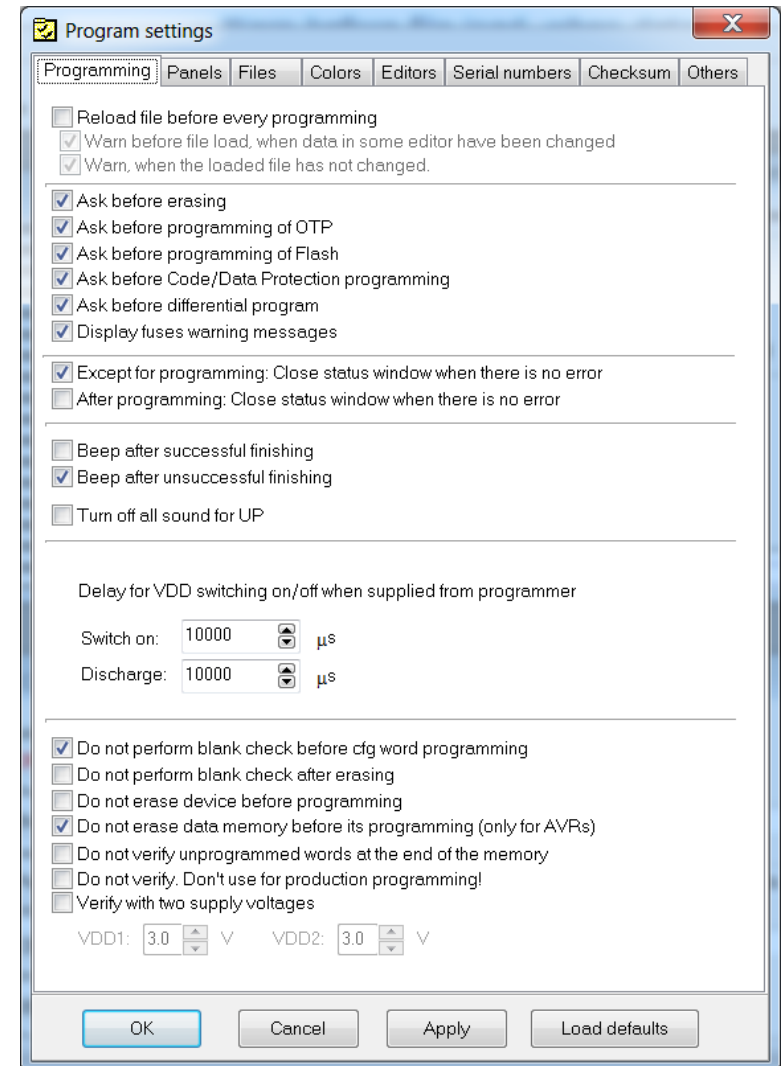 Program settings
Programming Panels Files Colors Editors Serial numbers Checksum Others
Reload file before every programming
Warn before file load, when data in some editor have been changed
Warn, when the loaded file has not changed.
Ask before erasing
Ask before programming of OTP
Ask before programming of Flash
Ask before Code/Data Protection programming
Ask before differential program
Display fuses warning messages
Except for programming: Close status window when there is no error
After programming: Close status window when there is no error
Beep after successful finishing
Beep after unsuccessful finishing
Turn off all sound for UP
Delay for VDD switching on/off when supplied from programmer
Switch on: 10000 µs
Discharge: 10000 µs
Do not perform blank check before cfg word programming
Do not perform blank check after erasing
Do not erase device before programming
Do not erase data memory before its programming (only for AVRs)
Do not verify unprogrammed words at the end of the memory
Do not verify. Don't use for production programming!
Verify with two supply voltages
VDD1: 3.0 V VDD2: 3.0 V
OK Cancel Apply Load defaults